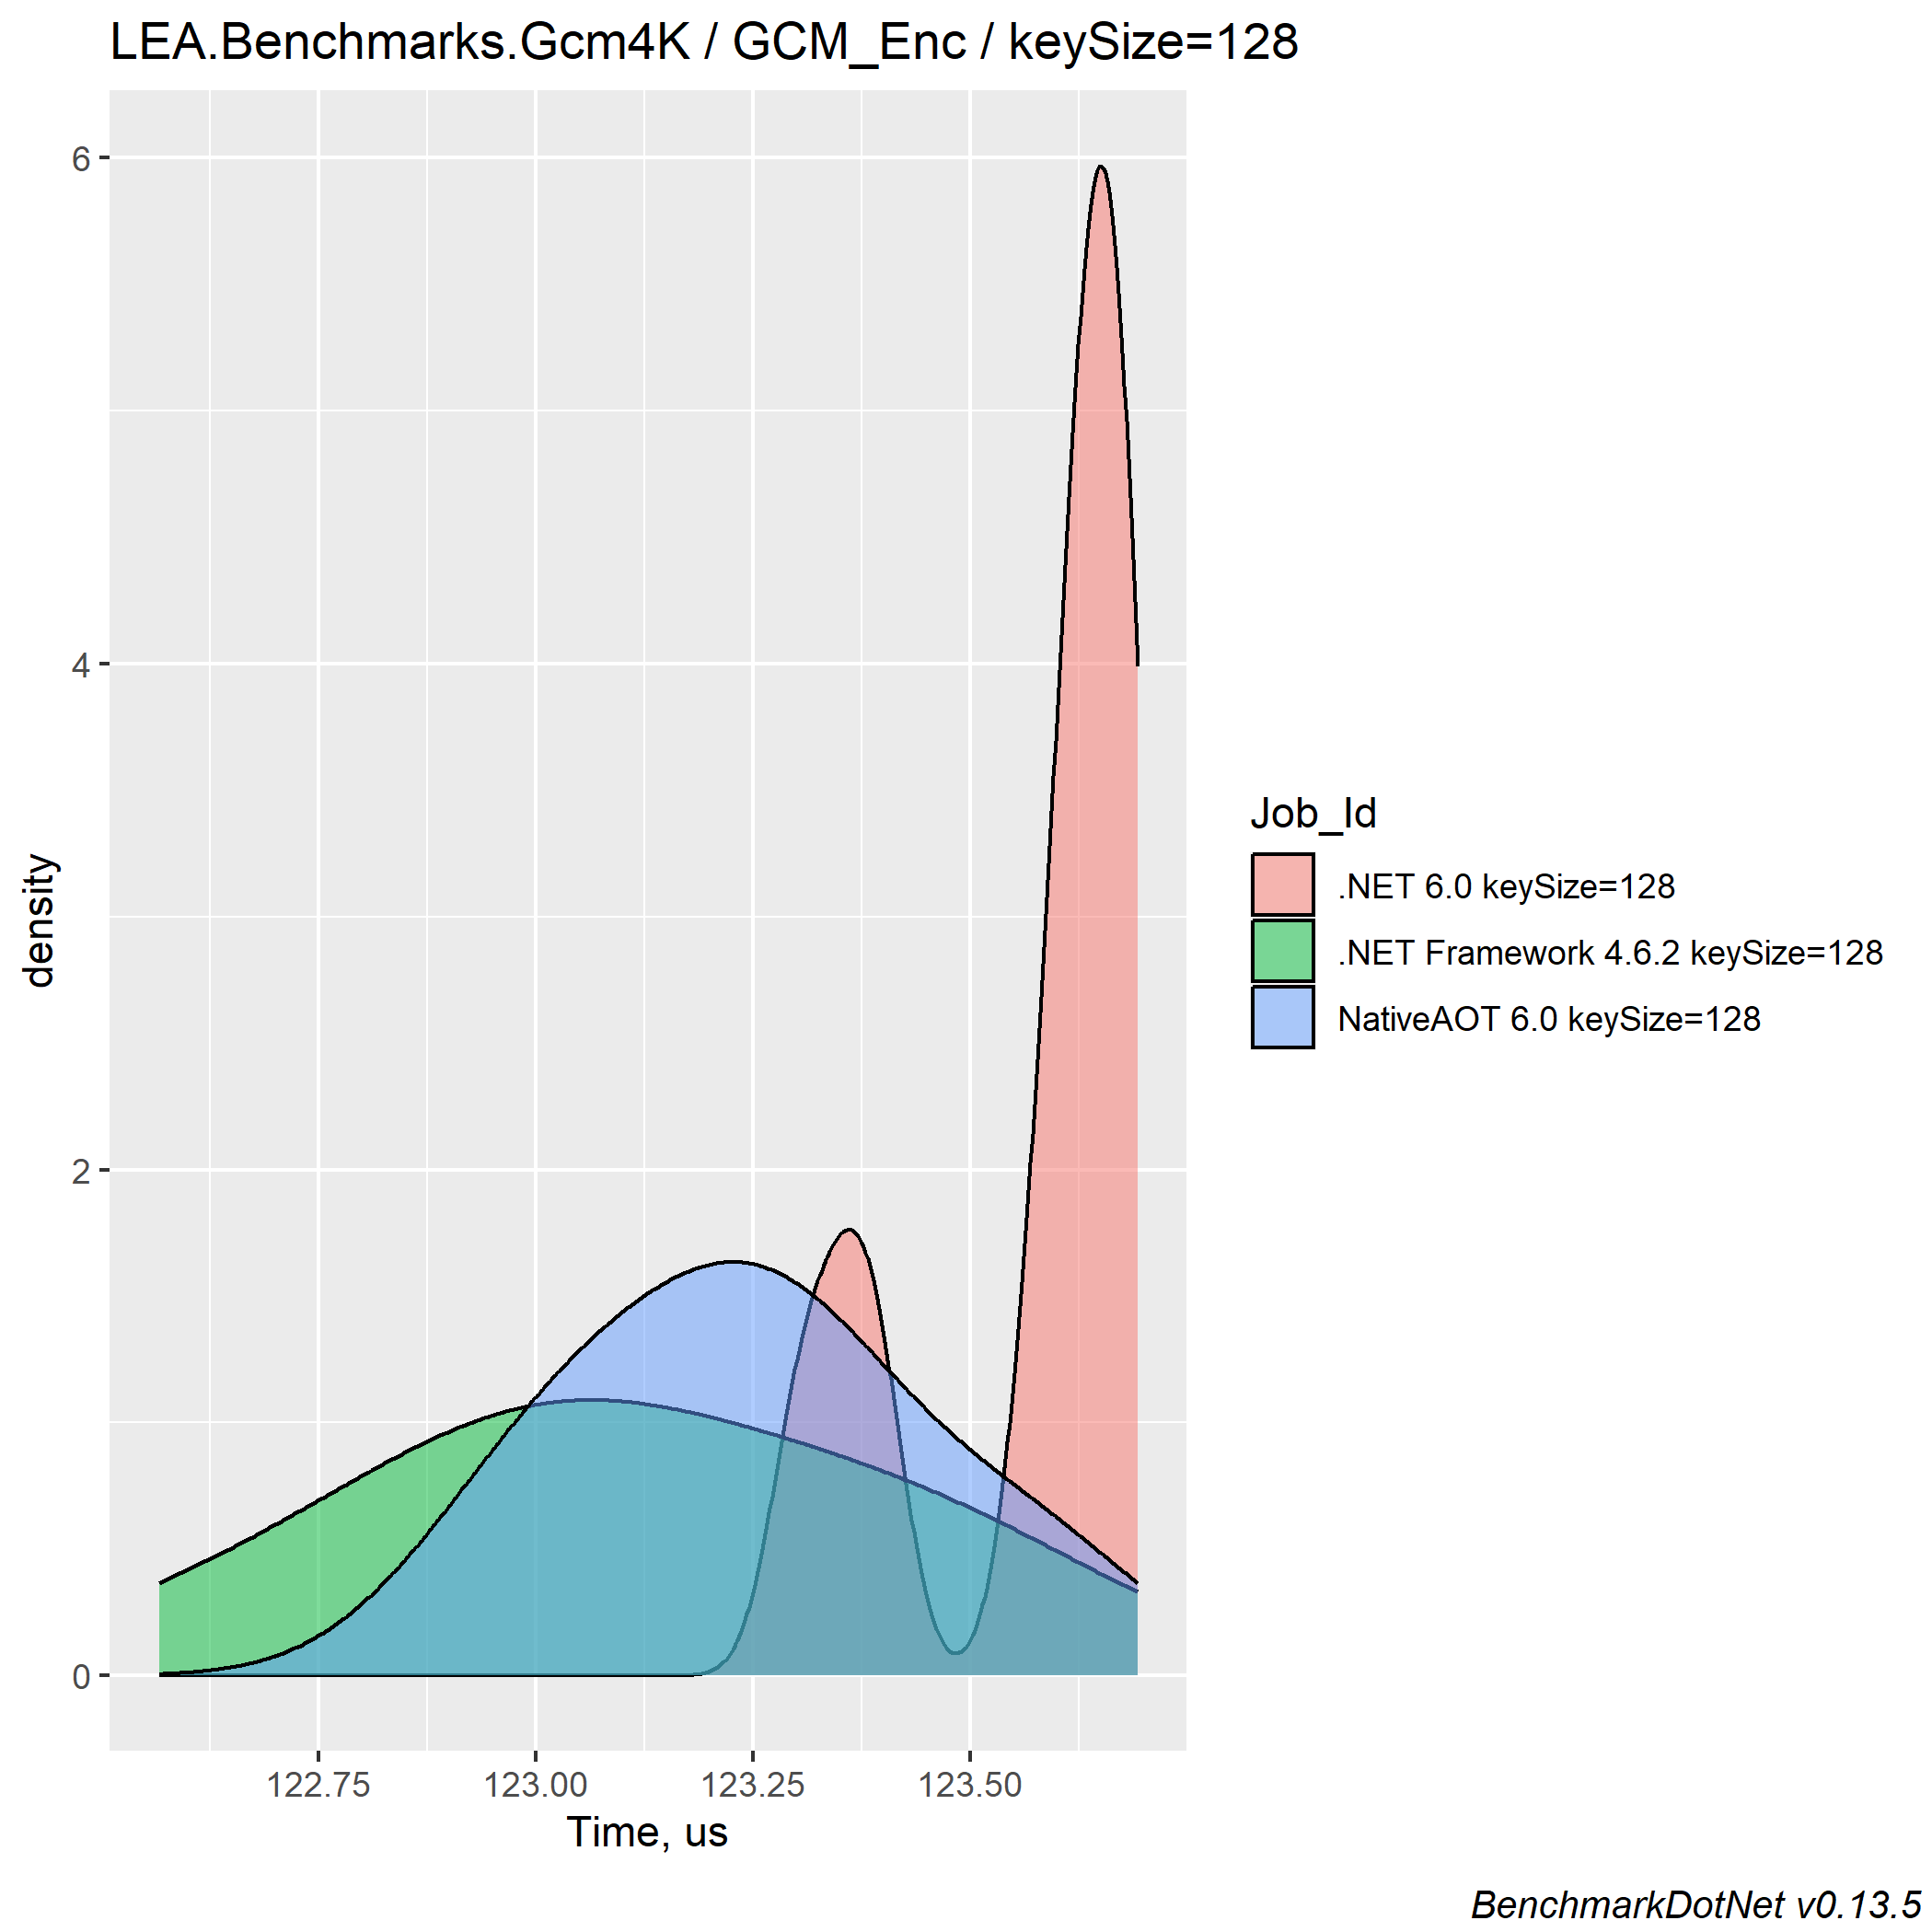 LEA.Benchmarks.Gcm4K / GCM_Enc / keySize=128
6
4
2
0
density
122.75 123.00 123.25 123.50
Time, us
Job_Id
.NET 6.0 keySize=128
.NET Framework 4.6.2 keySize=128
NativeAOT 6.0 keySize=128
BenchmarkDotNet v0.13.5